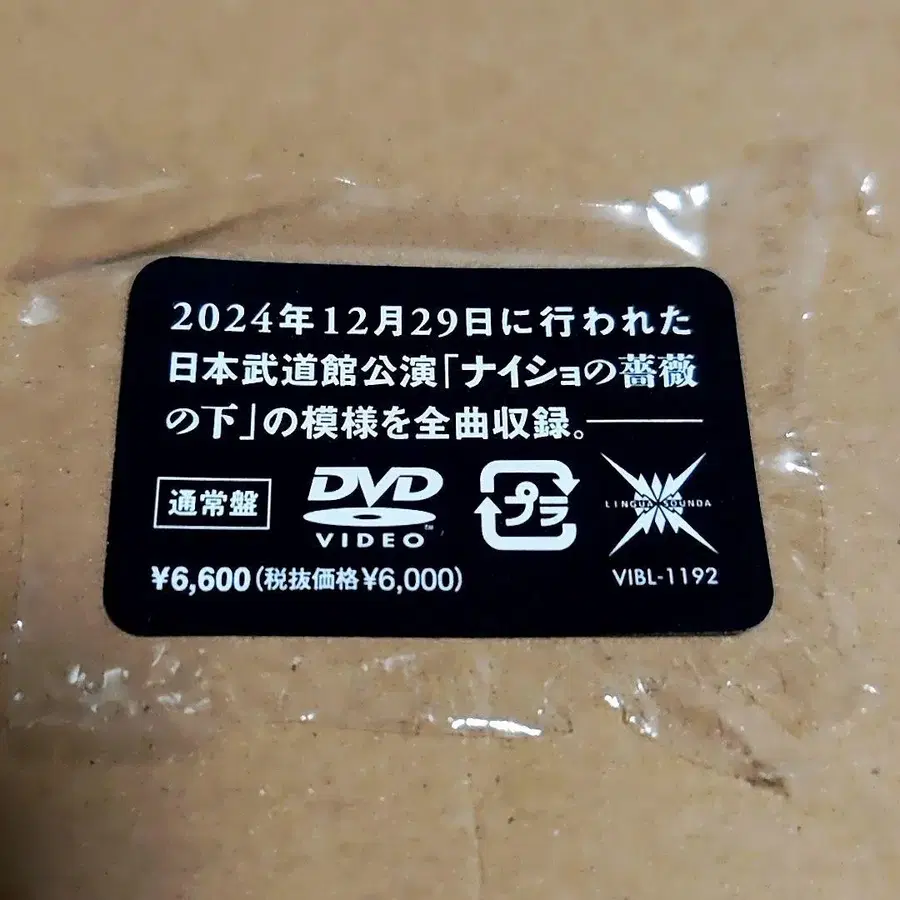 2024年12月29日に行われた
日本武道館公演「ナイショの薔薇
の下」の模様を全曲収録。
通常盤
DVD
VIDEO
TM
プラ
LINGUA SOUNDA
¥6,600(税抜価格¥6,000)
VIBL-1192